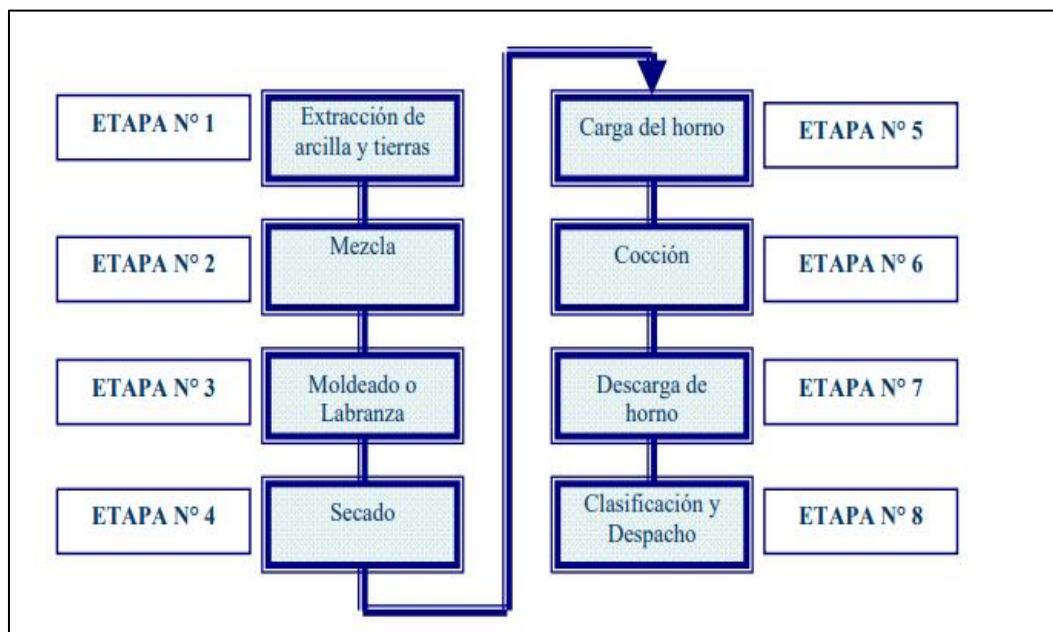 ETAPA N° 1
Extracción de
arcilla y tierras
ETAPA N° 2
Mezcla
ETAPA N° 3
Moldeado o
Labranza
ETAPA N° 4
Secado
Carga del horno
ETAPA N° 5
Cocción
ETAPA N° 6
Descarga de
horno
ETAPA N° 7
Clasificación y
Despacho
ETAPA N° 8